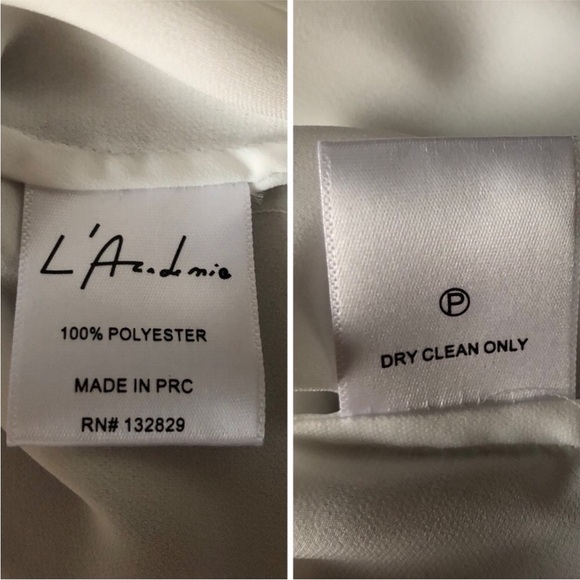 L'Academie
100% POLYESTER
MADE IN PRC
RN# 132829
P
DRY CLEAN ONLY